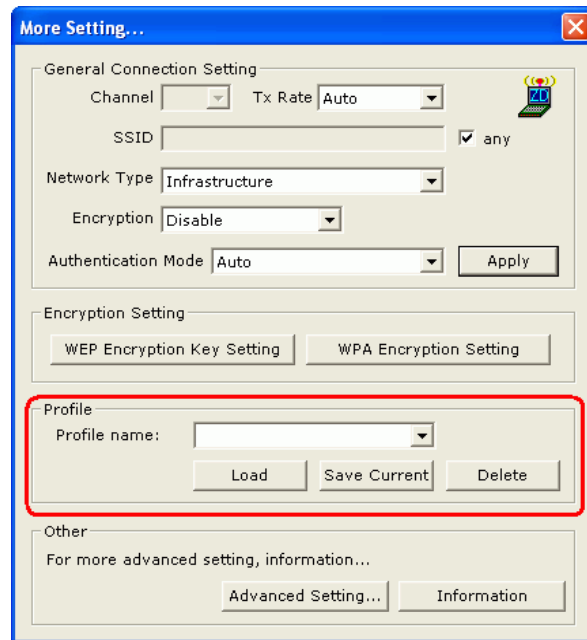 More Setting...
General Connection Setting
Channel Tx Rate Auto
ZD
SSID any
Network Type Infrastructure
Encryption Disable
Authentication Mode Auto Apply
Encryption Setting
WEP Encryption Key Setting WPA Encryption Setting
Profile
Profile name:
Load Save Current Delete
Other
For more advanced setting, information...
Advanced Setting... Information